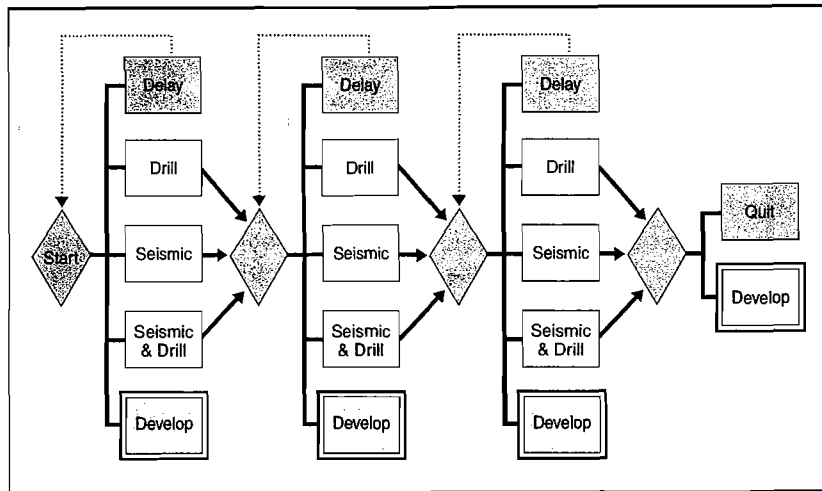 Start
Delay
Drill
Seismic
Seismic
& Drill
Develop
Delay
Drill
Seismic
Seismic
& Drill
Develop
Delay
Drill
Seismic
Seismic
& Drill
Develop
Quit
Develop